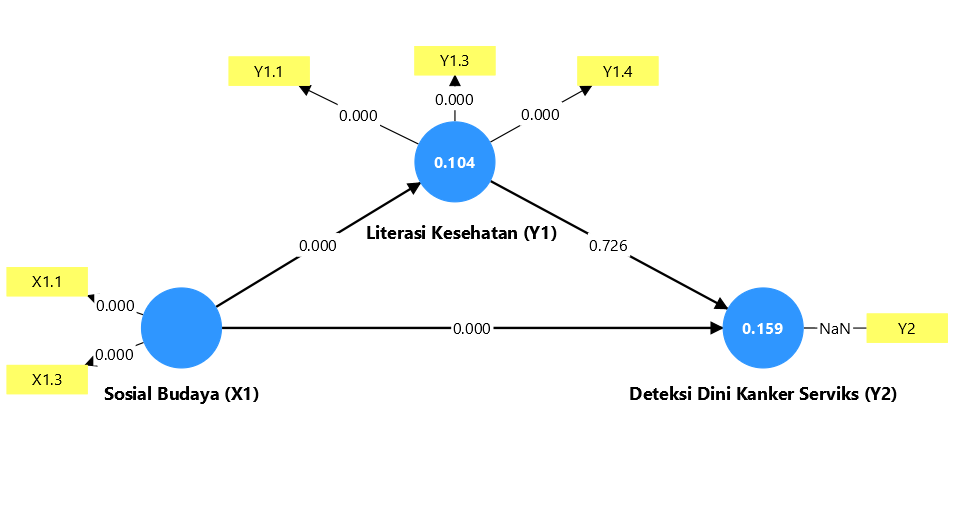 Y1.3
Y1.1
Y1.4
0.000
0.000
0.000
0.104
Literasi Kesehatan (Y1)
0.000
0.726
X1.1
0.000
0.000
0.159
NaN
Y2
0.000
X1.3
Sosial Budaya (X1)
Deteksi Dini Kanker Serviks (Y2)